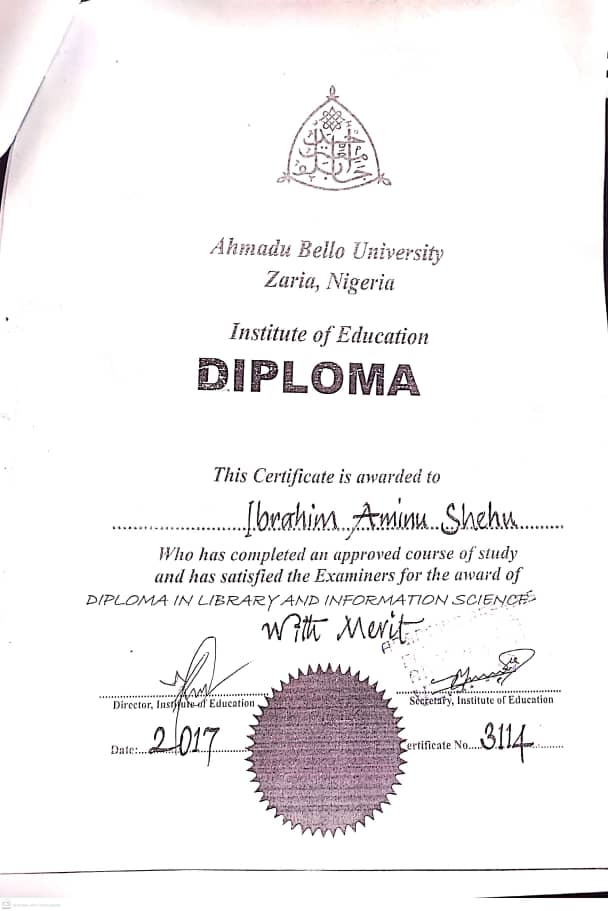 Ahmadu Bello University
Zaria, Nigeria
Institute of Education
DIPLOMA
This Certificate is awarded to
Ibrahim Aminu Shehu
Who has completed an approved course of study
and has satisfied the Examiners for the award of
DIPLOMA IN LIBRARY AND INFORMATION SCIENCE
With Merit
Director, Institute of Education
Secretary, Institute of Education
Date: 2017
ertificate No. 3114